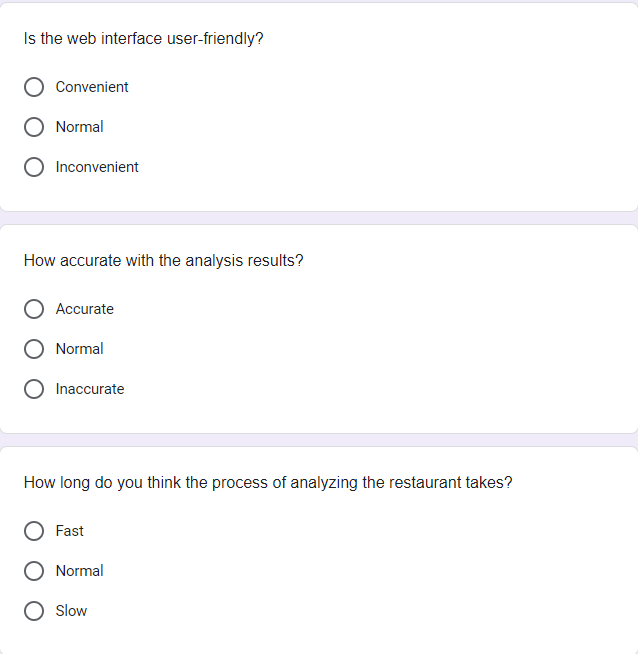 Is the web interface user-friendly?
Convenient
Normal
Inconvenient
How accurate with the analysis results?
Accurate
Normal
Inaccurate
How long do you think the process of analyzing the restaurant takes?
Fast
Normal
Slow